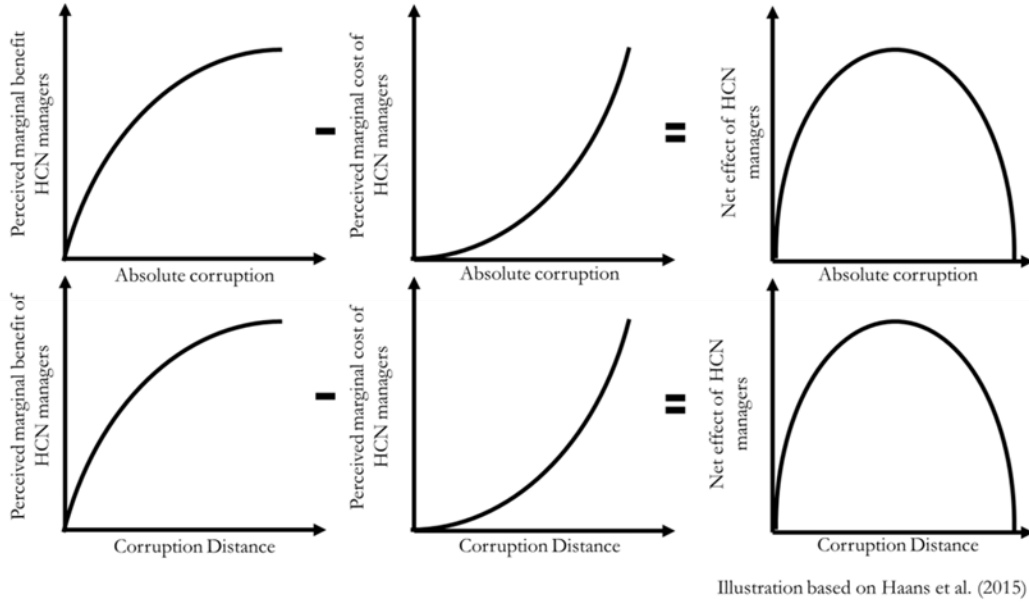 Perceived marginal benefit
HCN managers
Absolute corruption
Perceived marginal cost of
HCN managers
Absolute corruption
Net effect of HCN
managers
Absolute corruption
Perceived marginal benefit of
HCN managers
Corruption Distance
Perceived marginal cost of
HCN managers
Corruption Distance
Net effect of HCN
managers
Corruption Distance
Illustration based on Haans et al. (2015)